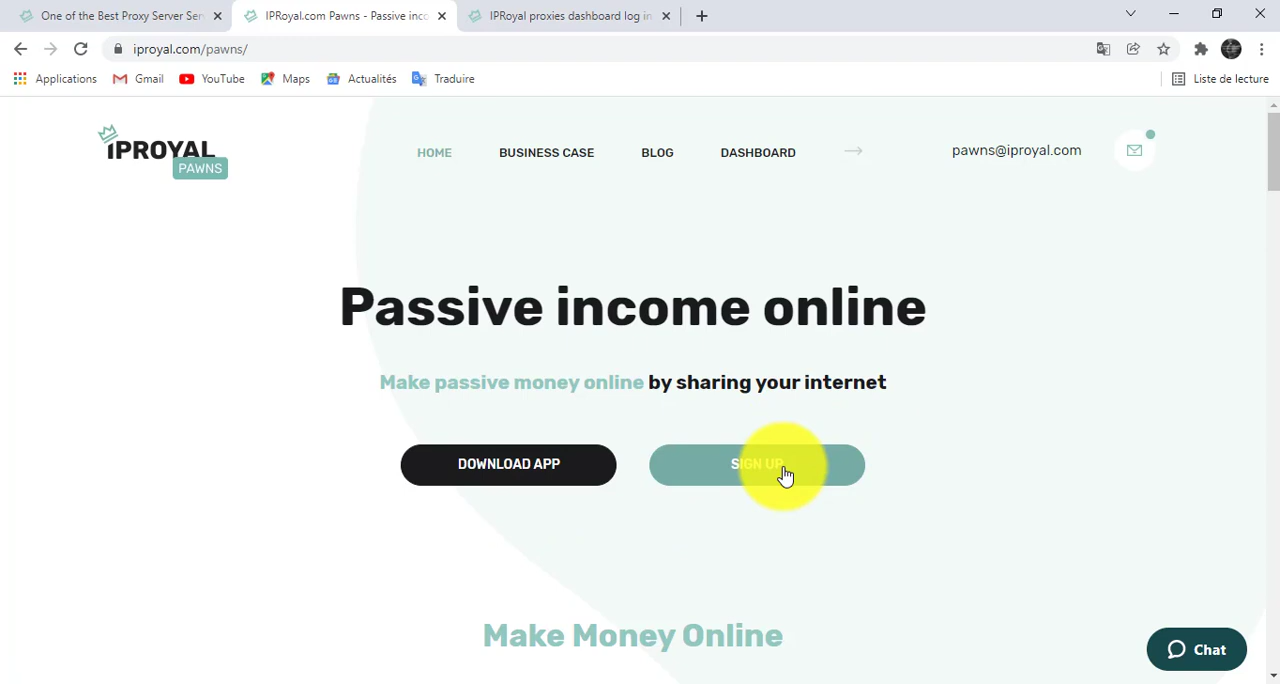 One of the Best Proxy Server Ser
IPRoyal.com Pawns - Passive inc
IPRoyal proxies dashboard log in
iproyal.com/pawns/
Applications
Gmail
YouTube
Maps
Actualités
Traduire
Liste de lecture
IPROYAL
PAWNS
HOME
BUSINESS CASE
BLOG
DASHBOARD
pawns@iproyal.com
Passive income online
Make passive money online by sharing your internet
DOWNLOAD APP
SIGN UP
Make Money Online
Chat